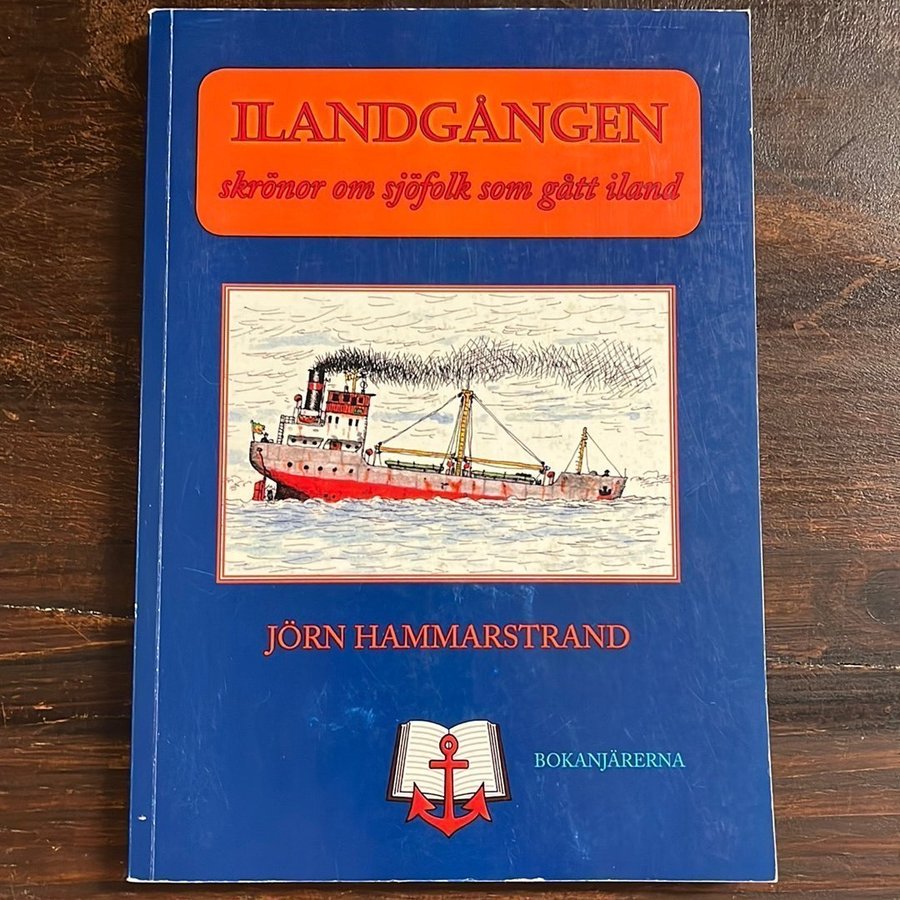 ILANDGÅNGEN
skrönor om sjöfolk som gått iland
JÖRN HAMMARSTRAND
BOKANJÄRERNA